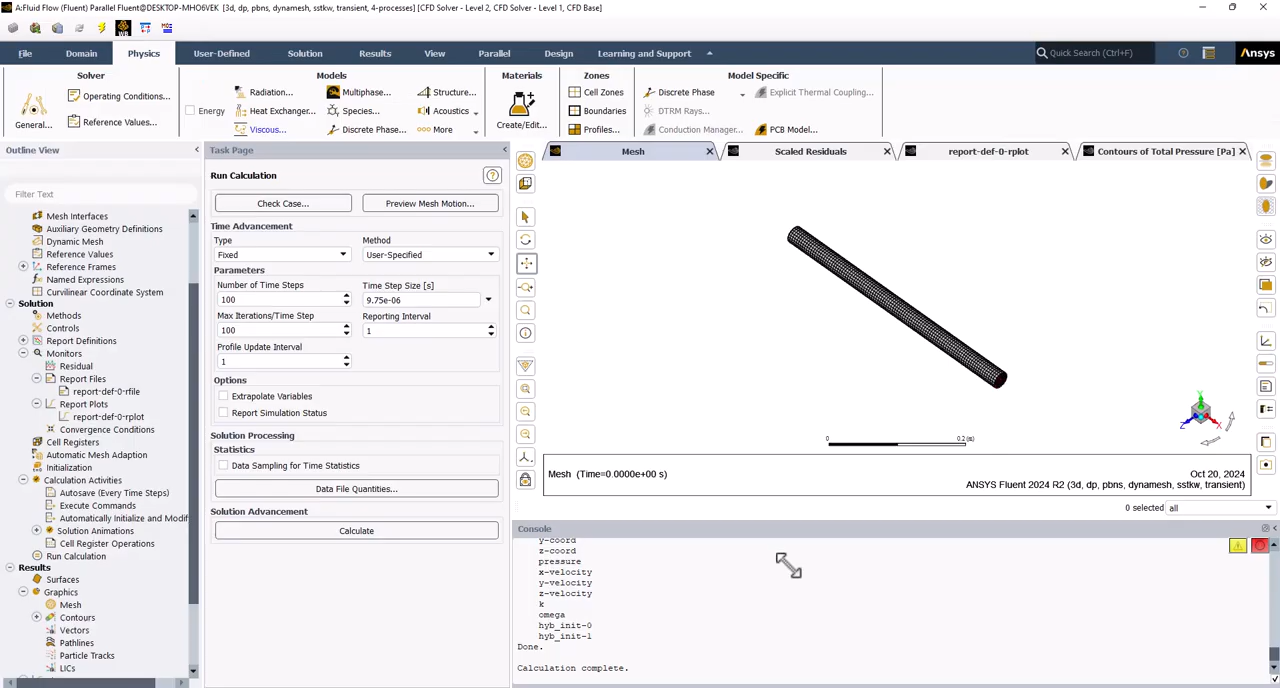 A:Fluid Flow (Fluent) Parallel Fluent@DESKTOP-MHO6VEK [3d, dp, pbns, dynamesh, sstkw, transient, 4-processes] [CFD Solver - Level 2, CFD Solver - Level 1, CFD Base]
File Domain Physics User-Defined Solution Results View Parallel Design Learning and Support Quick Search (Ctrl+F) Ansys
Solver Models Materials Zones Model Specific
General... Operating Conditions... Reference Values...
Energy Radiation... Heat Exchanger... Viscous...
Multiphase... Species... Discrete Phase...
Structure... Acoustics More
Create/Edit...
Cell Zones Boundaries Profiles...
Discrete Phase DTRM Rays... Conduction Manager...
Explicit Thermal Coupling... PCB Model...
Outline View
Filter Text
Mesh Interfaces
Auxiliary Geometry Definitions
Dynamic Mesh
Reference Values
Reference Frames
Named Expressions
Curvilinear Coordinate System
Solution
Methods
Controls
Report Definitions
Monitors
Residual
Report Files
report-def-0-rfile
Report Plots
report-def-0-rplot
Convergence Conditions
Cell Registers
Automatic Mesh Adaption
Initialization
Calculation Activities
Autosave (Every Time Steps)
Execute Commands
Automatically Initialize and Modif
Solution Animations
Cell Register Operations
Run Calculation
Results
Surfaces
Graphics
Mesh
Contours
Vectors
Pathlines
Particle Tracks
LICs
Task Page
Run Calculation
Check Case... Preview Mesh Motion...
Time Advancement
Type Method
Fixed User-Specified
Parameters
Number of Time Steps Time Step Size [s]
100 9.75e-06
Max Iterations/Time Step Reporting Interval
100 1
Profile Update Interval
1
Options
Extrapolate Variables
Report Simulation Status
Solution Processing
Statistics
Data Sampling for Time Statistics
Data File Quantities...
Solution Advancement
Calculate
Mesh Scaled Residuals report-def-0-rplot Contours of Total Pressure [Pa]
Y
Z X
0 0.2 (m)
Mesh (Time=0.0000e+00 s) Oct 20, 2024
ANSYS Fluent 2024 R2 (3d, dp, pbns, dynamesh, sstkw, transient)
0 selected all
Console
y-coord
z-coord
pressure
x-velocity
y-velocity
z-velocity
k
omega
hyb_init-0
hyb_init-1
Done.
Calculation complete.